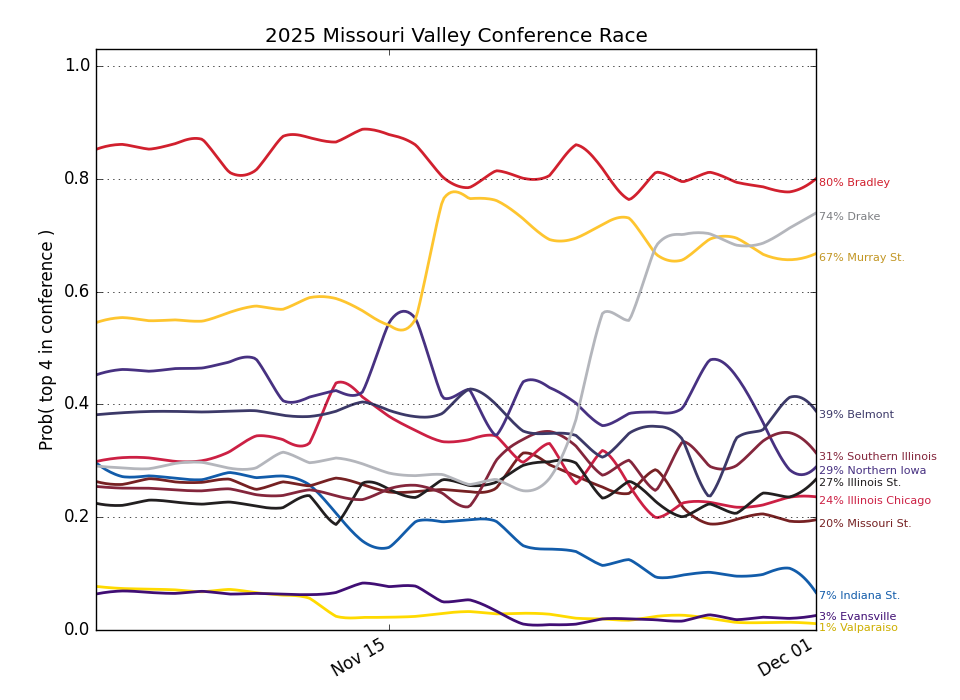 2025 Missouri Valley Conference Race
Prob( top 4 in conference )
1.0
0.8
0.6
0.4
0.2
0.0
Nov 15
Dec 01
80% Bradley
74% Drake
67% Murray St.
39% Belmont
31% Southern Illinois
29% Northern Iowa
27% Illinois St.
24% Illinois Chicago
20% Missouri St.
7% Indiana St.
3% Evansville
1% Valparaiso